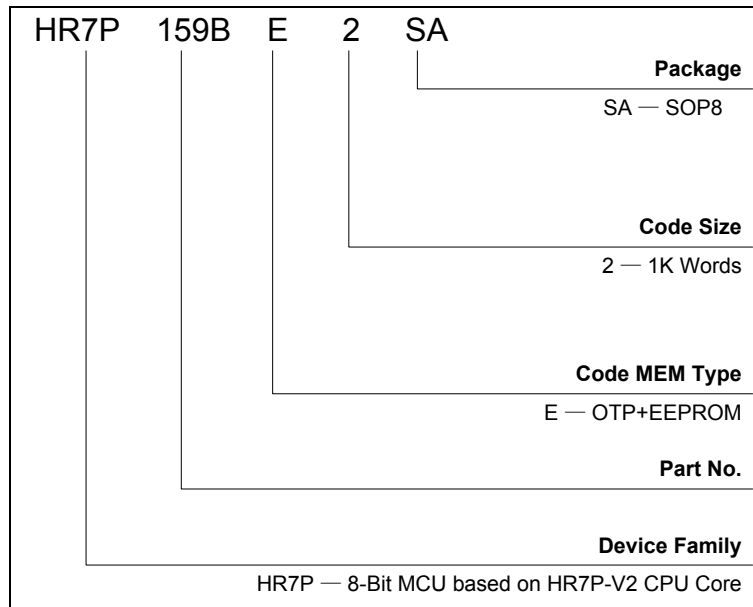 HR7P 159B E 2 SA
Package
SA — SOP8
Code Size
2 — 1K Words
Code MEM Type
E — OTP+EEPROM
Part No.
Device Family
HR7P — 8-Bit MCU based on HR7P-V2 CPU Core